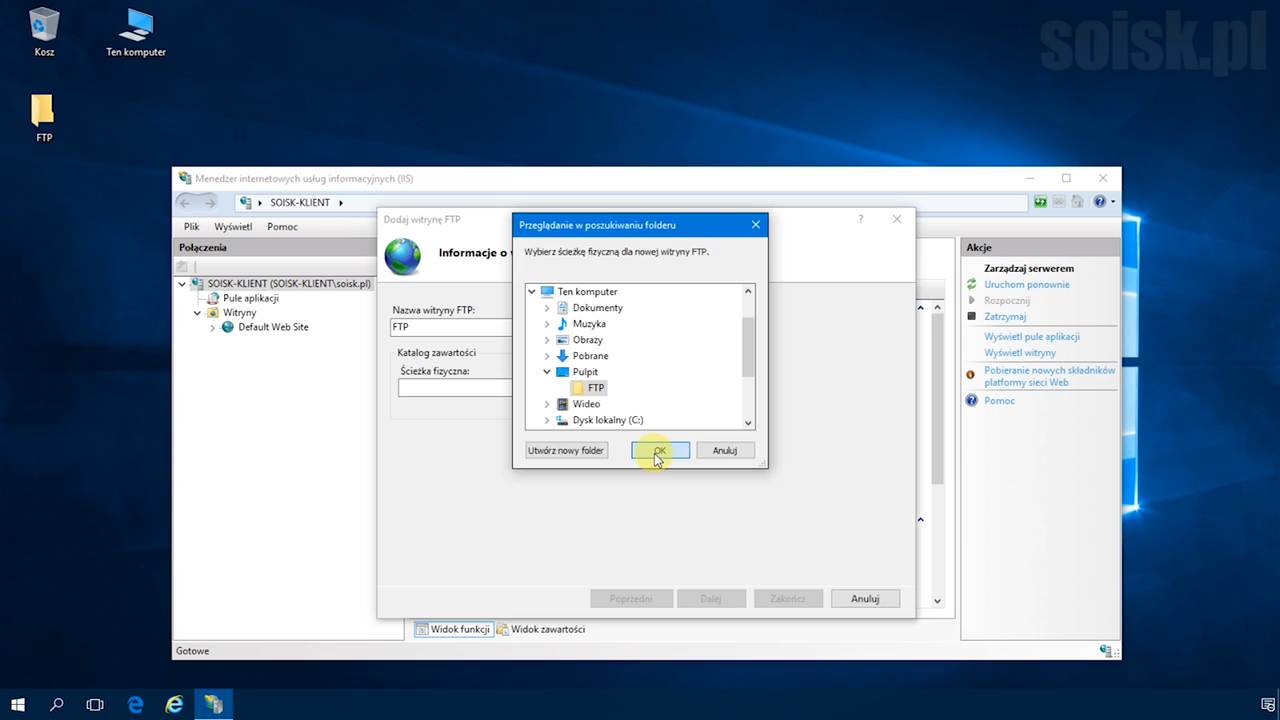 Kosz
Ten komputer
soisk.pl
FTP
Menedżer internetowych usług informacyjnych (IIS)
SOISK-KLIENT
Plik Wyświetl Pomoc
Połączenia
SOISK-KLIENT (SOISK-KLIENT\soisk.pl)
Pule aplikacji
Witryny
Default Web Site
Dodaj witrynę FTP
Informacje o
Nazwa witryny FTP:
FTP
Katalog zawartości
Ścieżka fizyczna:
Przeglądanie w poszukiwaniu folderu
Wybierz ścieżkę fizyczną dla nowej witryny FTP.
Ten komputer
Dokumenty
Muzyka
Obrazy
Pobrane
Pulpit
FTP
Wideo
Dysk lokalny (C:)
Utwórz nowy folder
OK
Anuluj
Poprzedni
Dalej
Zakończ
Anuluj
Akcje
Zarządzaj serwerem
Uruchom ponownie
Rozpocznij
Zatrzymaj
Wyświetl pule aplikacji
Wyświetl witryny
Pobieranie nowych składników
platformy sieci Web
Pomoc
Widok funkcji
Widok zawartości
Gotowe